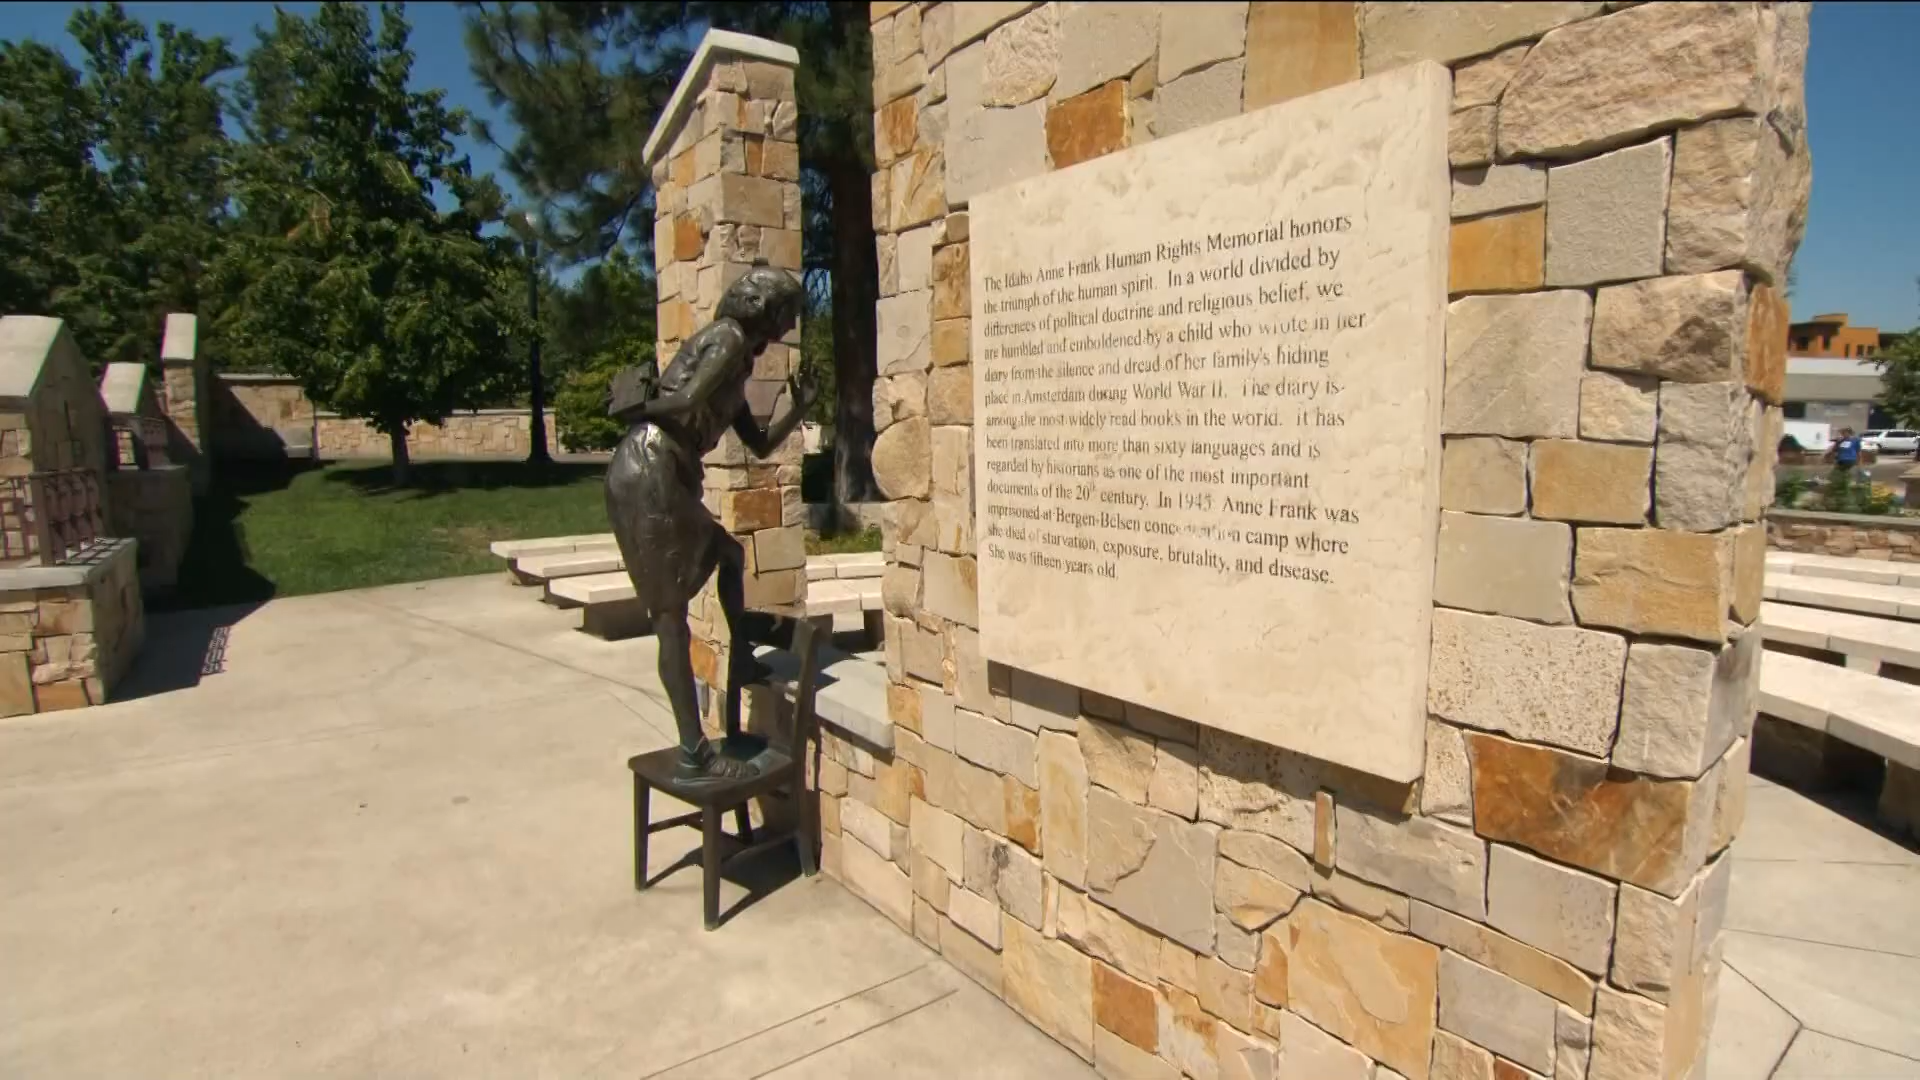 The Idaho Anne Frank Human Rights Memorial honors
the triumph of the human spirit. In a world divided by
differences of political doctrine and religious belief, we
are humbled and emboldened by a child who wrote in her
diary from the silence and dread of her family's hiding
place in Amsterdam during World War II. The diary is
among the most widely read books in the world. It has
been translated into more than sixty languages and is
regarded by historians as one of the most important
documents of the 20th century. In 1945 Anne Frank was
imprisoned at Bergen-Belsen concentration camp where
she died of starvation, exposure, brutality, and disease.
She was fifteen years old.